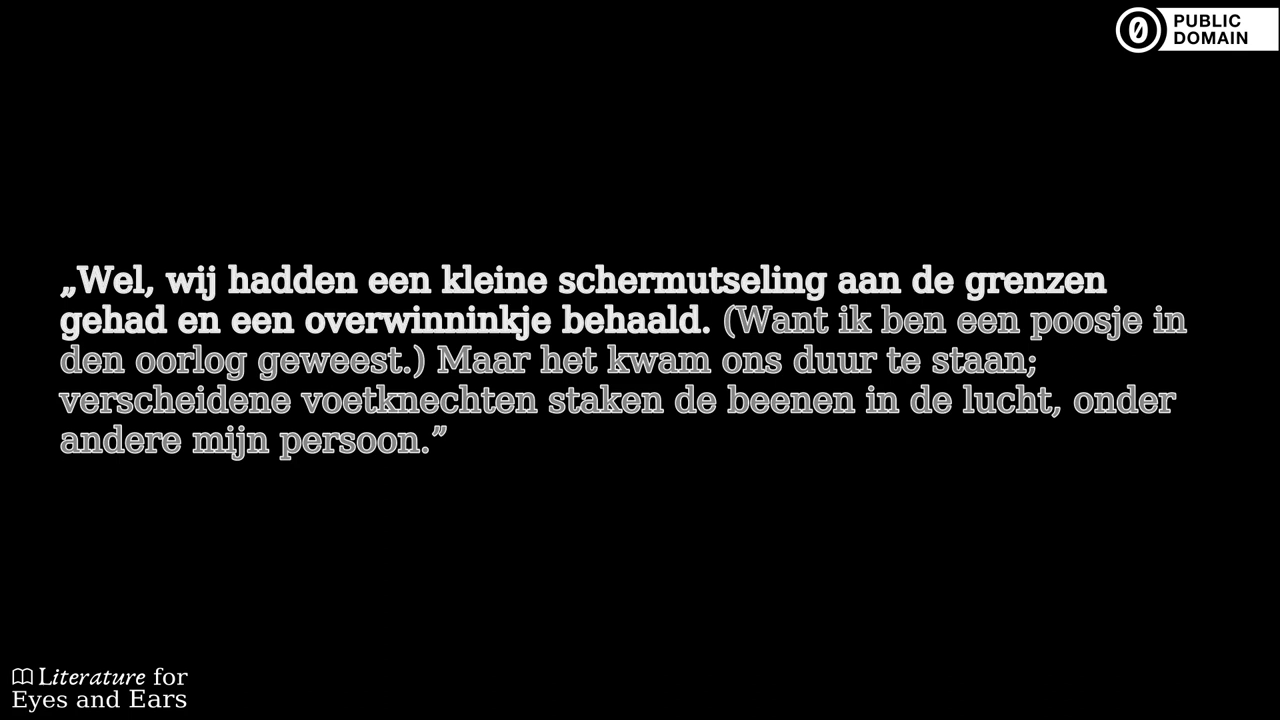 PUBLIC
DOMAIN
„Wel, wij hadden een kleine schermutseling aan de grenzen
gehad en een overwinninkje behaald. (Want ik ben een poosje in
den oorlog geweest.) Maar het kwam ons duur te staan;
verscheidene voetknechten staken de beenen in de lucht, onder
andere mijn persoon.”
Literature for
Eyes and Ears